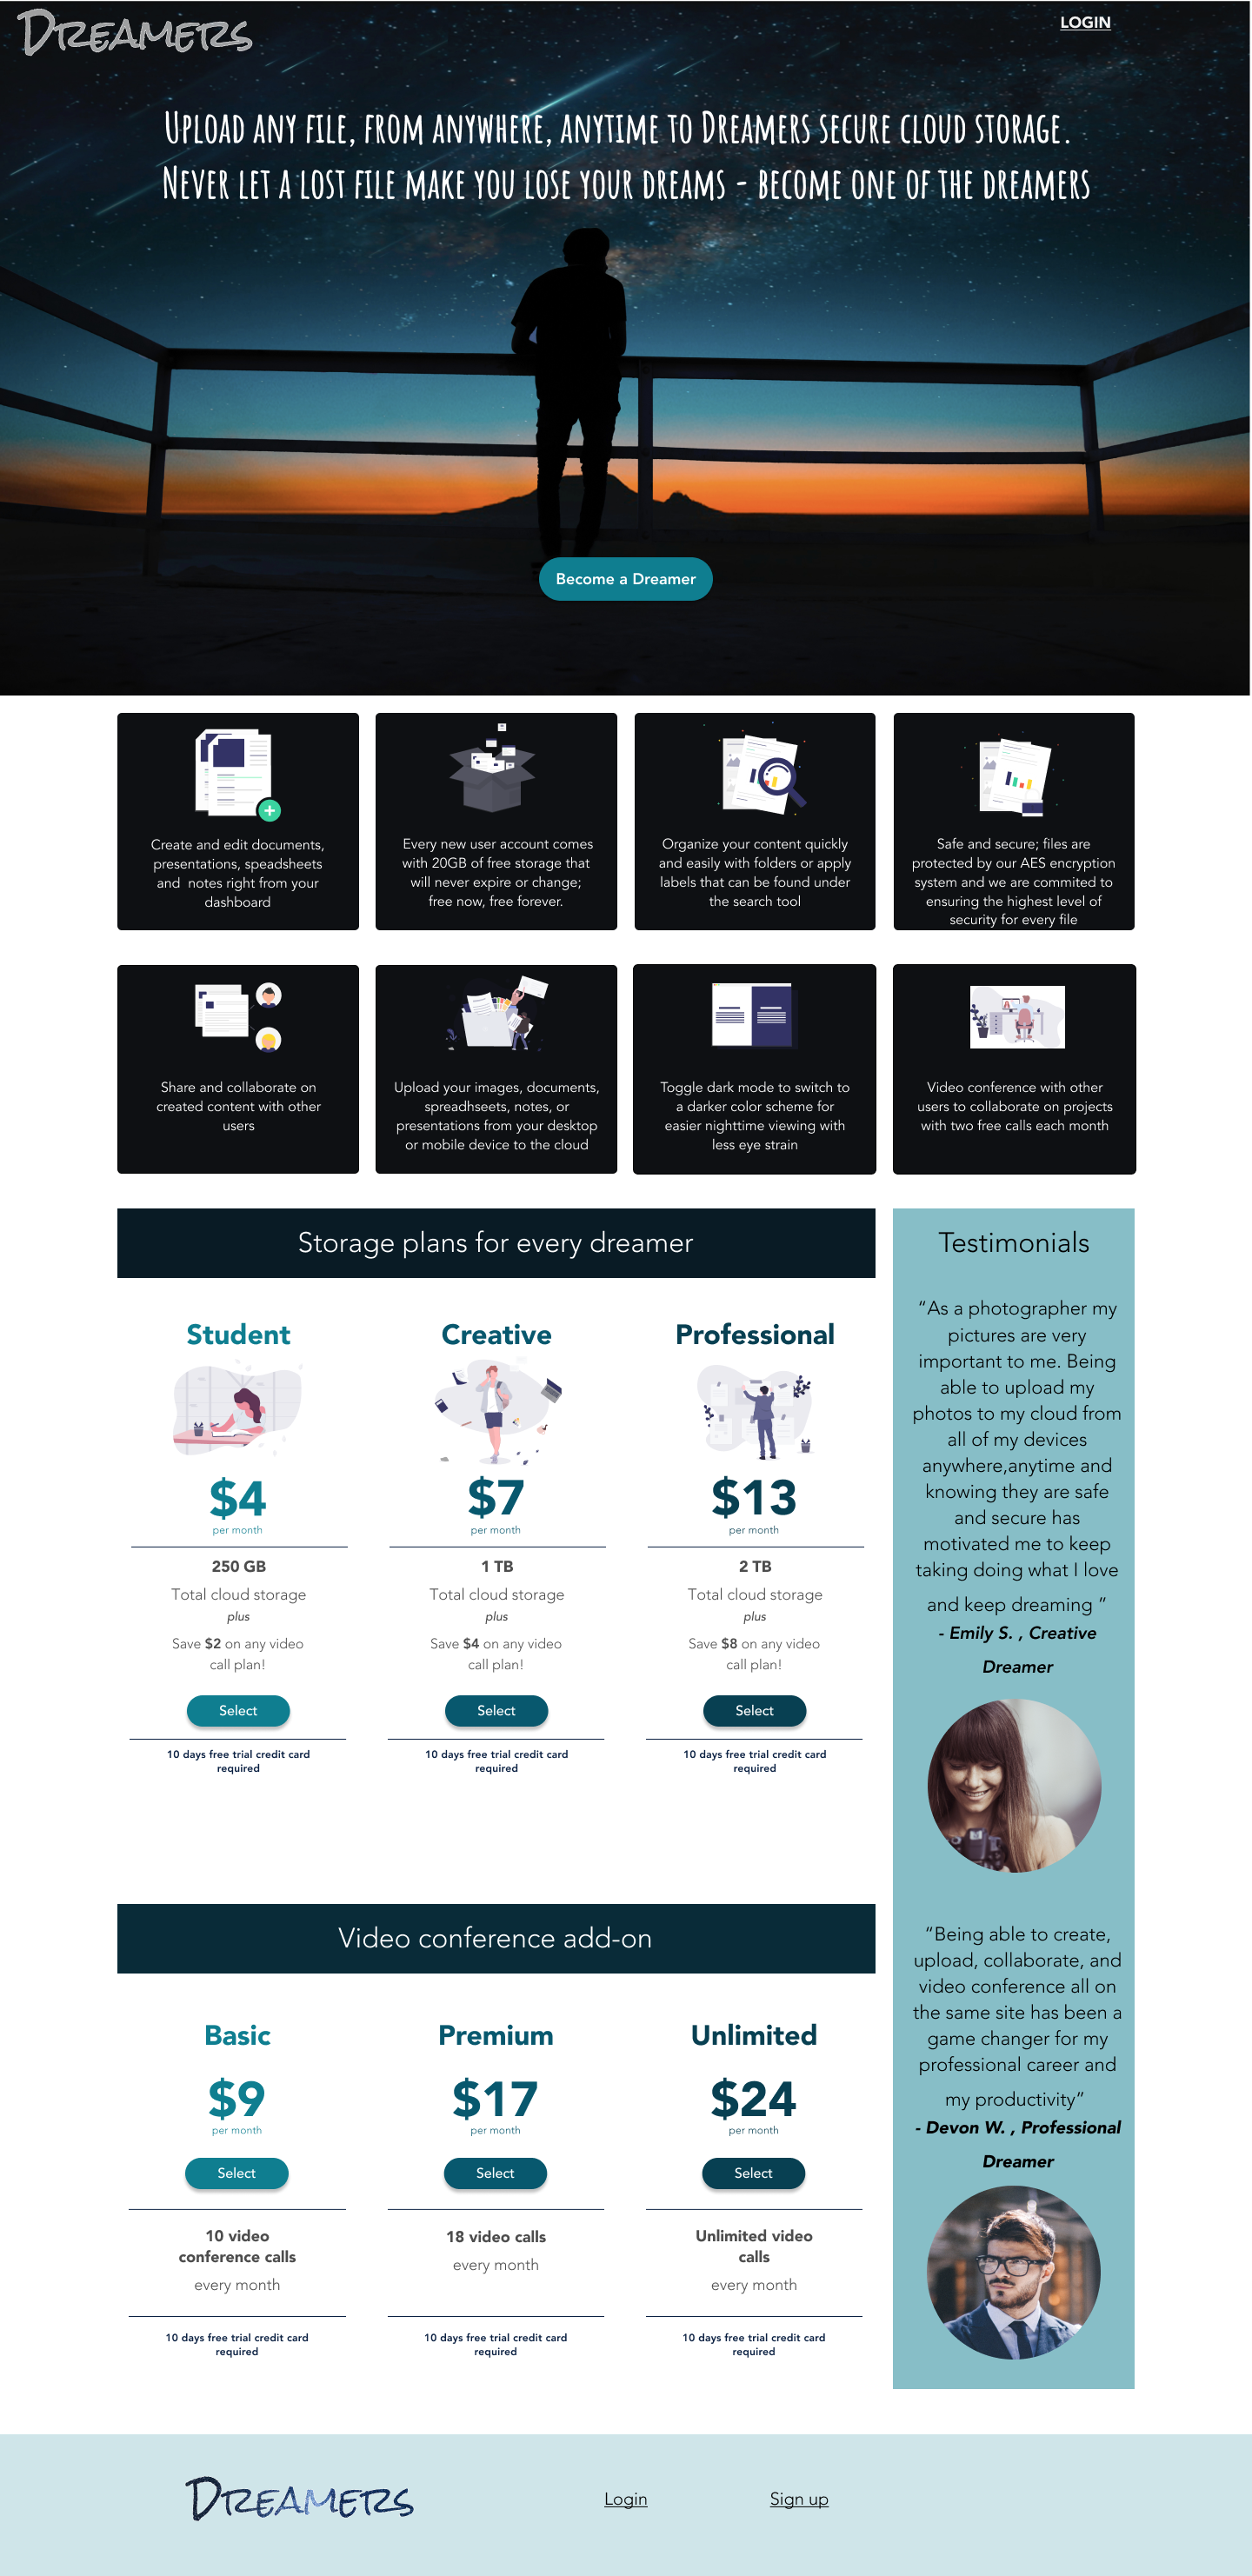 DREAMERS
LOGIN
Upload any file, from anywhere, anytime to Dreamers secure cloud storage.
Never let a lost file make you lose your dreams - become one of the dreamers
Become a Dreamer
Create and edit documents,
presentations, speadsheets
and notes right from your
dashboard
Every new user account comes
with 20GB of free storage that
will never expire or change;
free now, free forever.
Organize your content quickly
and easily with folders or apply
labels that can be found under
the search tool
Safe and secure; files are
protected by our AES encryption
system and we are commited to
ensuring the highest level of
security for every file
Share and collaborate on
created content with other
users
Upload your images, documents,
spreadhseets, notes, or
presentations from your desktop
or mobile device to the cloud
Toggle dark mode to switch to
a darker color scheme for
easier nighttime viewing with
less eye strain
Video conference with other
users to collaborate on projects
with two free calls each month
Storage plans for every dreamer
Student
$4
per month
250 GB
Total cloud storage
plus
Save $2 on any video
call plan!
Select
10 days free trial credit card
required
Creative
$7
per month
1 TB
Total cloud storage
plus
Save $4 on any video
call plan!
Select
10 days free trial credit card
required
Professional
$13
per month
2 TB
Total cloud storage
plus
Save $8 on any video
call plan!
Select
10 days free trial credit card
required
Testimonials
“As a photographer my
pictures are very
important to me. Being
able to upload my
photos to my cloud from
all of my devices
anywhere,anytime and
knowing they are safe
and secure has
motivated me to keep
taking doing what I love
and keep dreaming ”
- Emily S. , Creative
Dreamer
“Being able to create,
upload, collaborate, and
video conference all on
the same site has been a
game changer for my
professional career and
my productivity”
- Devon W. , Professional
Dreamer
Video conference add-on
Basic
$9
per month
Select
10 video
conference calls
every month
10 days free trial credit card
required
Premium
$17
per month
Select
18 video calls
every month
10 days free trial credit card
required
Unlimited
$24
per month
Select
Unlimited video
calls
every month
10 days free trial credit card
required
DREAMERS
Login
Sign up